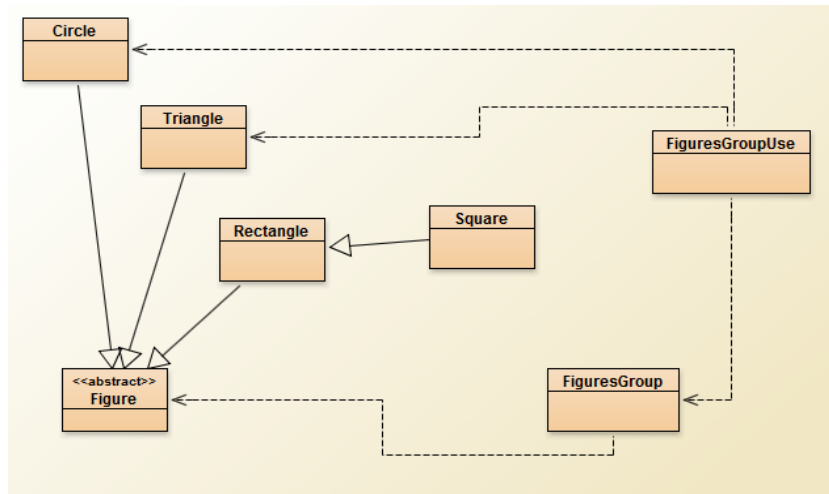 Circle
Triangle
FiguresGroupUse
Rectangle
Square
<<abstract>>
Figure
FiguresGroup